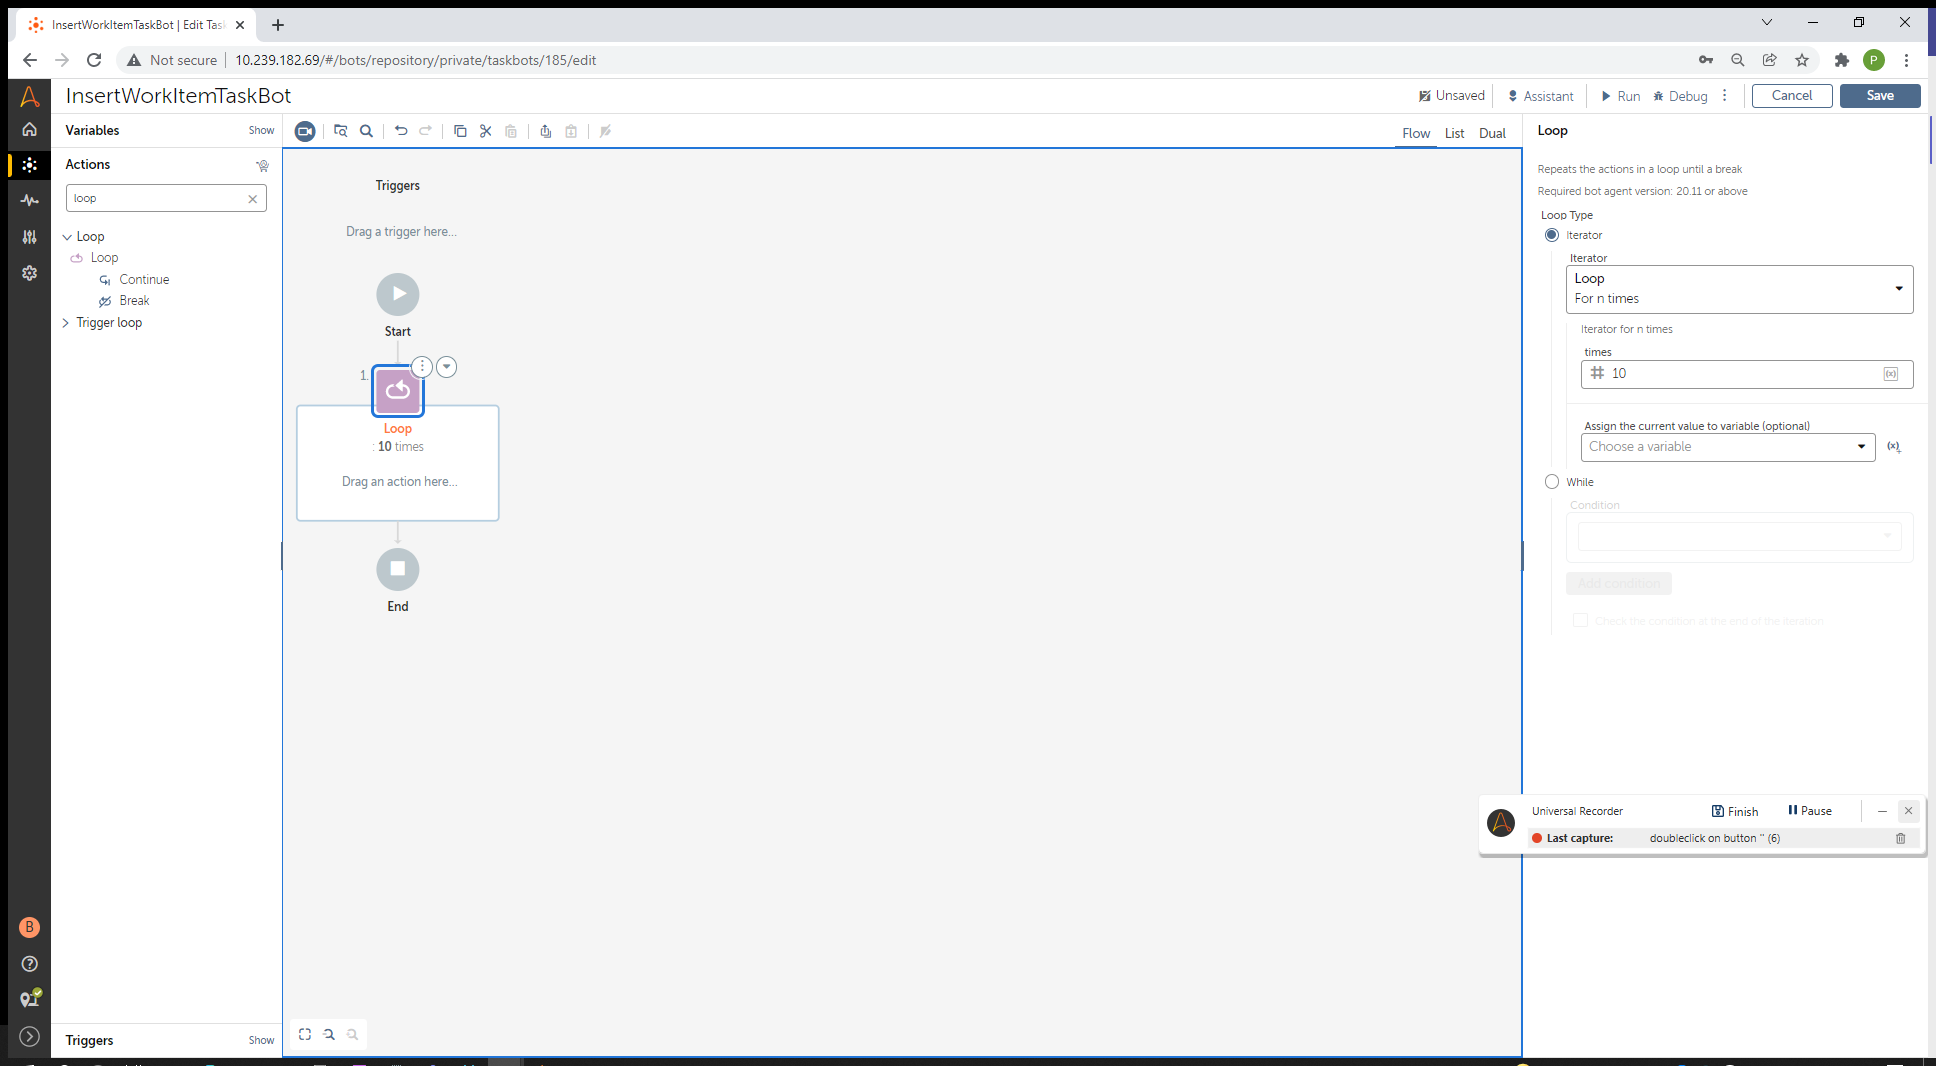 InsertWorkItemTaskBot | Edit Tas
Not secure 10.239.182.69/#/bots/repository/private/taskbots/185/edit
P
InsertWorkItemTaskBot
Unsaved Assistant Run Debug Cancel Save
Variables Show
Flow List Dual
Actions
loop
Loop
Loop
Continue
Break
Trigger loop
Triggers
Drag a trigger here...
Start
1.
Loop
: 10 times
Drag an action here...
End
Loop
Repeats the actions in a loop until a break
Required bot agent version: 20.11 or above
Loop Type
Iterator
Iterator
Loop
For n times
Iterator for n times
times
10
(x)
Assign the current value to variable (optional)
Choose a variable
(x)+
While
Condition
Add condition
Check the condition at the end of the iteration
Universal Recorder Finish Pause
Last capture: doubleclick on button '' (6)
B
Triggers Show